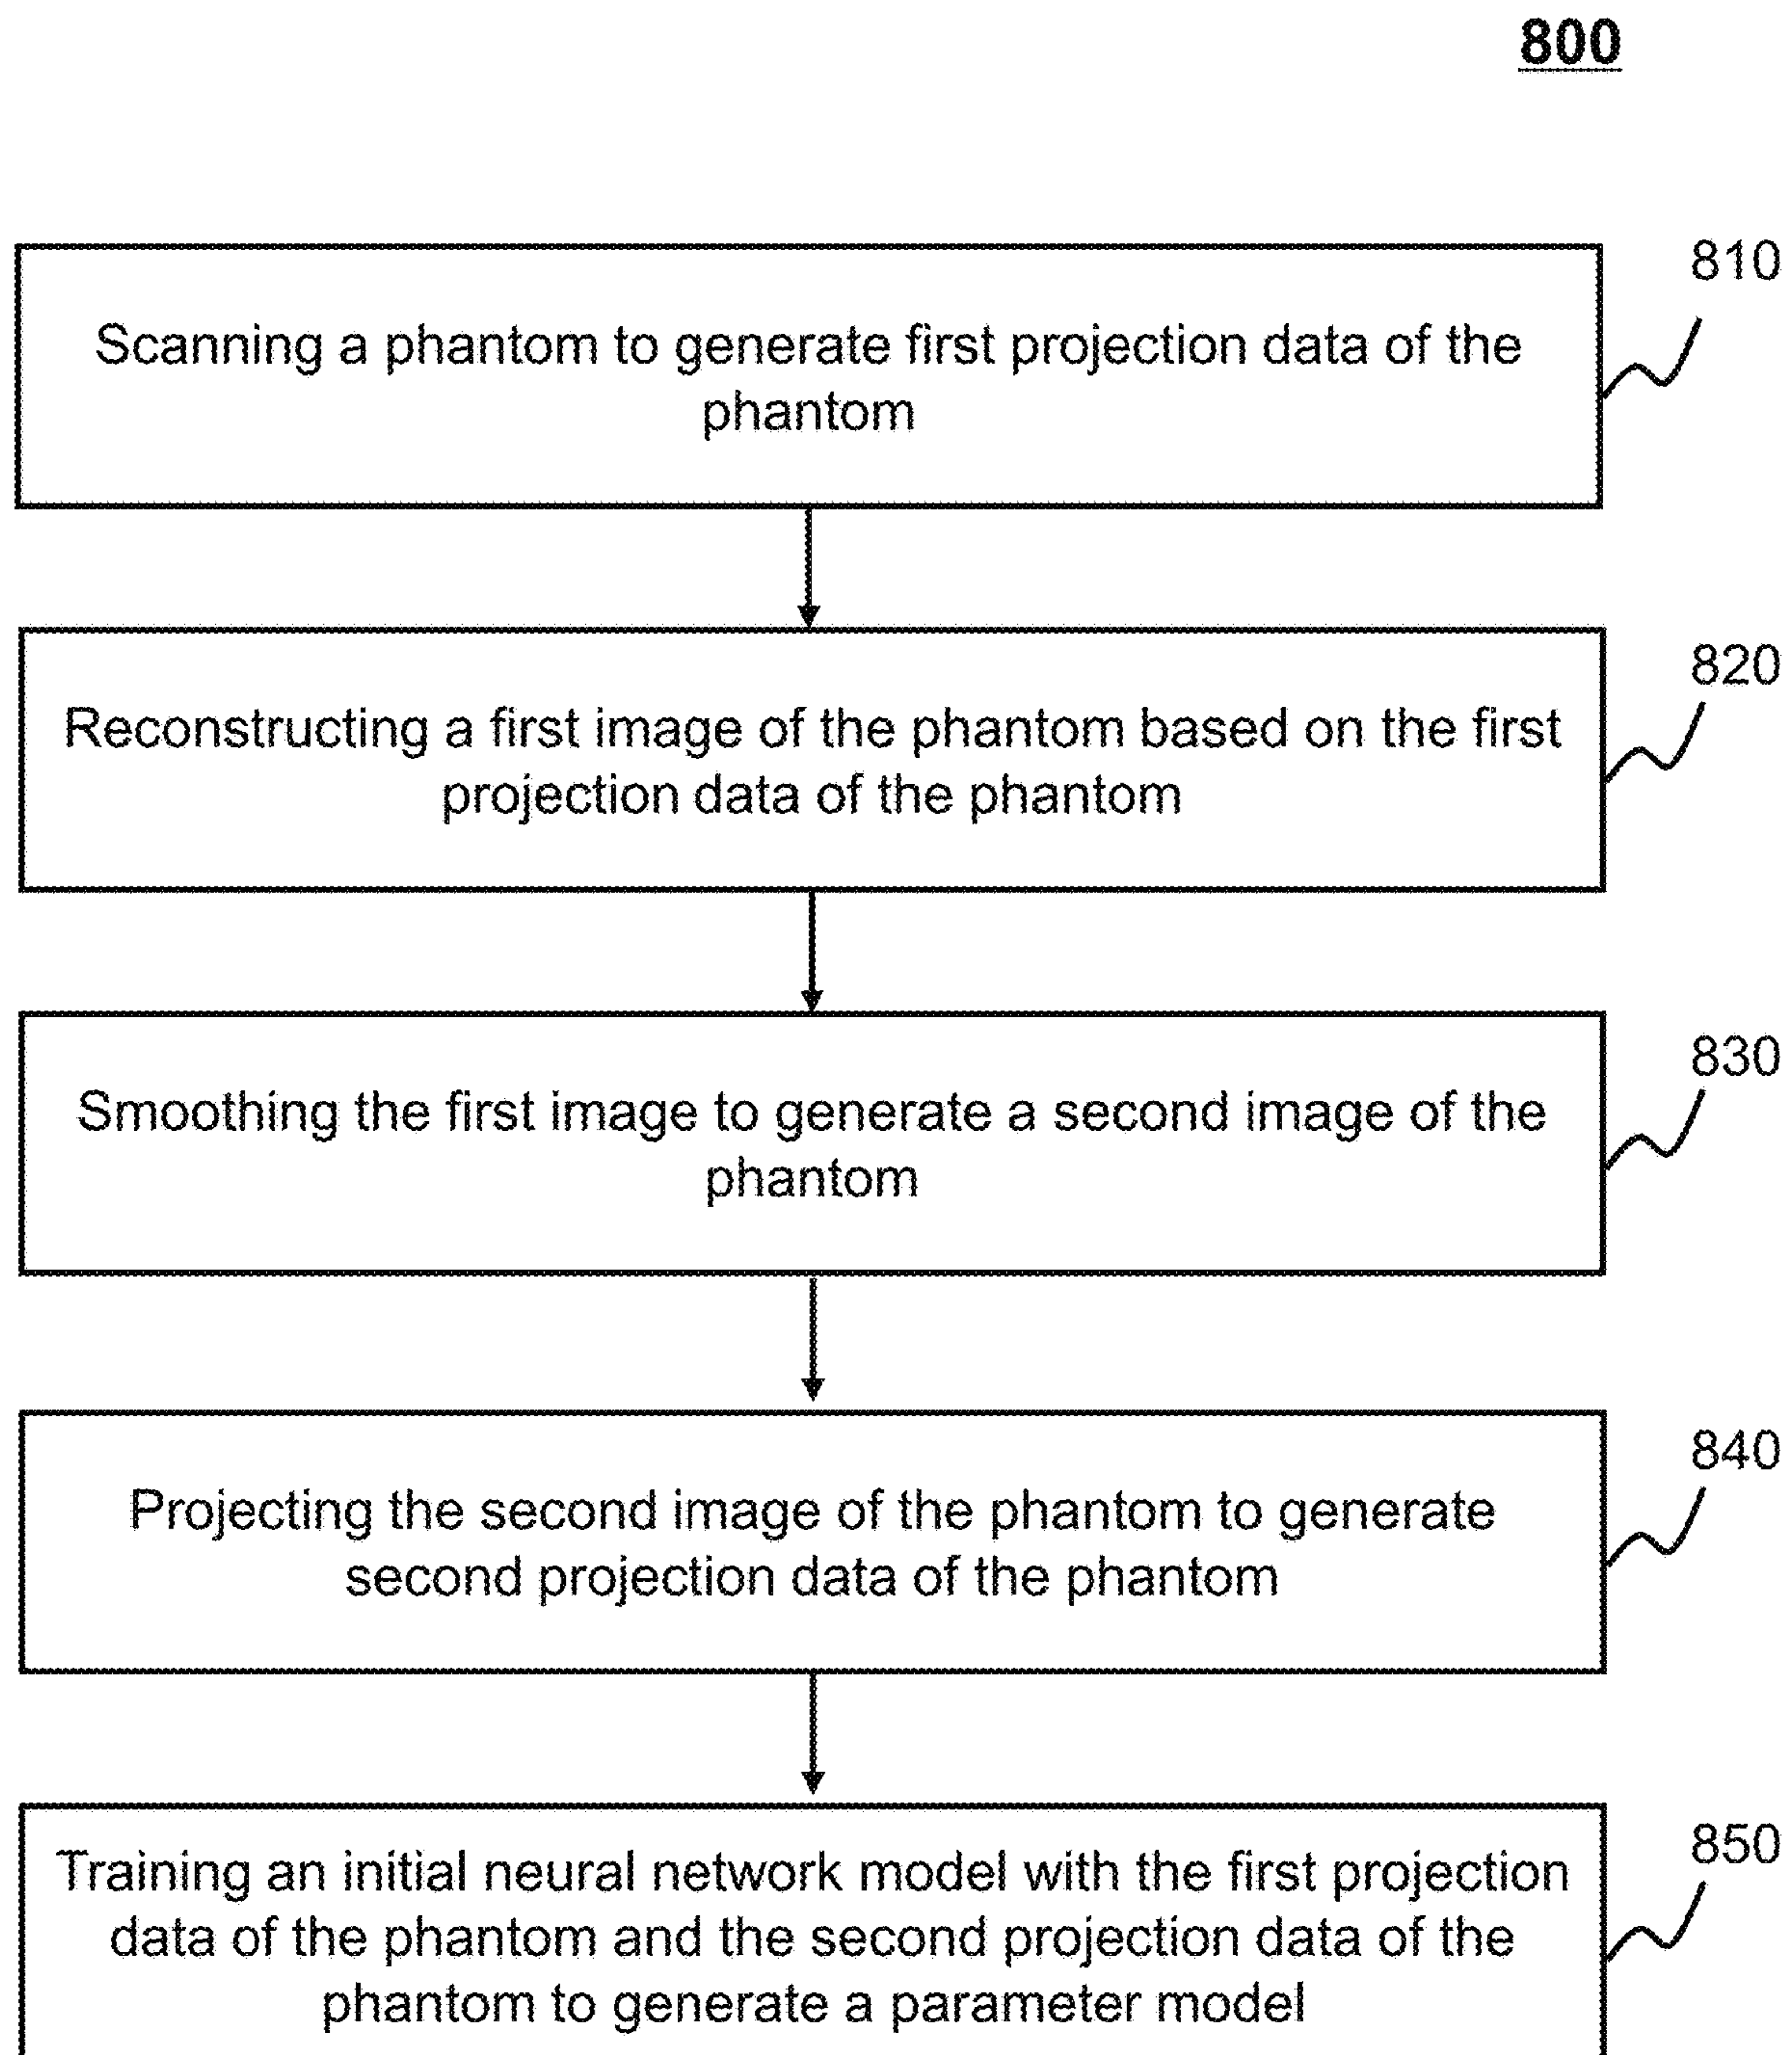 800
810
Scanning a phantom to generate first projection data of the
phantom
820
Reconstructing a first image of the phantom based on the first
projection data of the phantom
830
Smoothing the first image to generate a second image of the
phantom
840
Projecting the second image of the phantom to generate
second projection data of the phantom
850
Training an initial neural network model with the first projection
data of the phantom and the second projection data of the
phantom to generate a parameter model